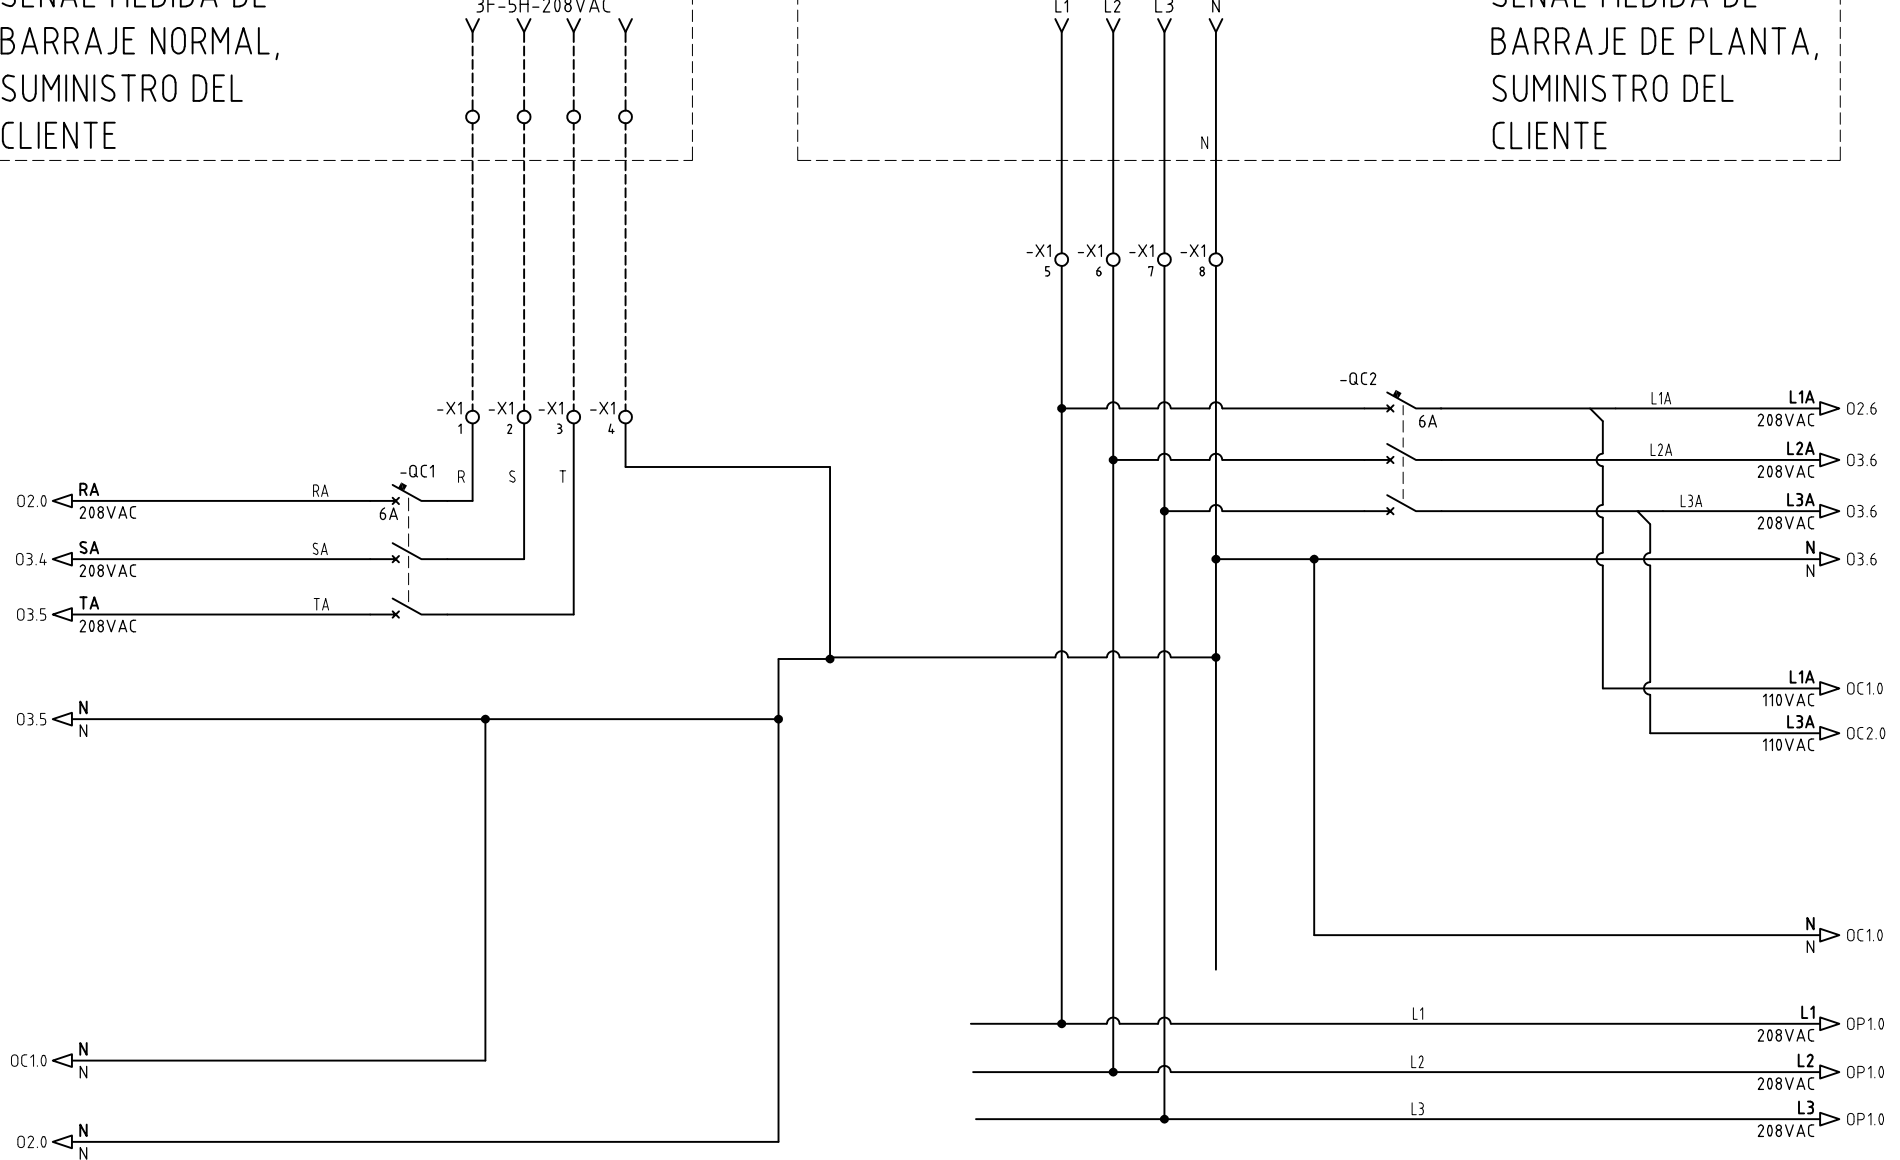 SEÑAL MEDIDA DE
BARRAJE NORMAL,
SUMINISTRO DEL
CLIENTE
3F-5H-208VAC
L1 L2 L3 N
SEÑAL MEDIDA DE
BARRAJE DE PLANTA,
SUMINISTRO DEL
CLIENTE
N
-X1 -X1 -X1 -X1
5 6 7 8
-X1 -X1 -X1 -X1
1 2 3 4
R S T
-QC1
6A
02.0 RA RA
208VAC
03.4 SA SA
208VAC
03.5 TA TA
208VAC
03.5 N
N
OC1.0 N
N
02.0 N
N
-QC2
6A
L1A L1A 02.6
208VAC
L2A L2A 03.6
208VAC
L3A L3A 03.6
208VAC
N 03.6
N
L1A OC1.0
110VAC
L3A OC2.0
110VAC
N OC1.0
N
L1 L1 OP1.0
208VAC
L2 L2 OP1.0
208VAC
L3 L3 OP1.0
208VAC